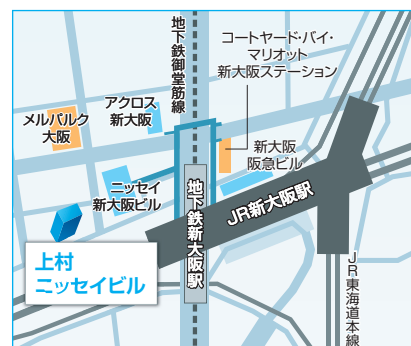 地下鉄御堂筋線
コートヤード・バイ・
マリオット
新大阪ステーション
アクロス
新大阪
メルパルク
大阪
新大阪
阪急ビル
ニッセイ
新大阪ビル
地下鉄新大阪駅
JR新大阪駅
上村
ニッセイビル
JR東海道本線